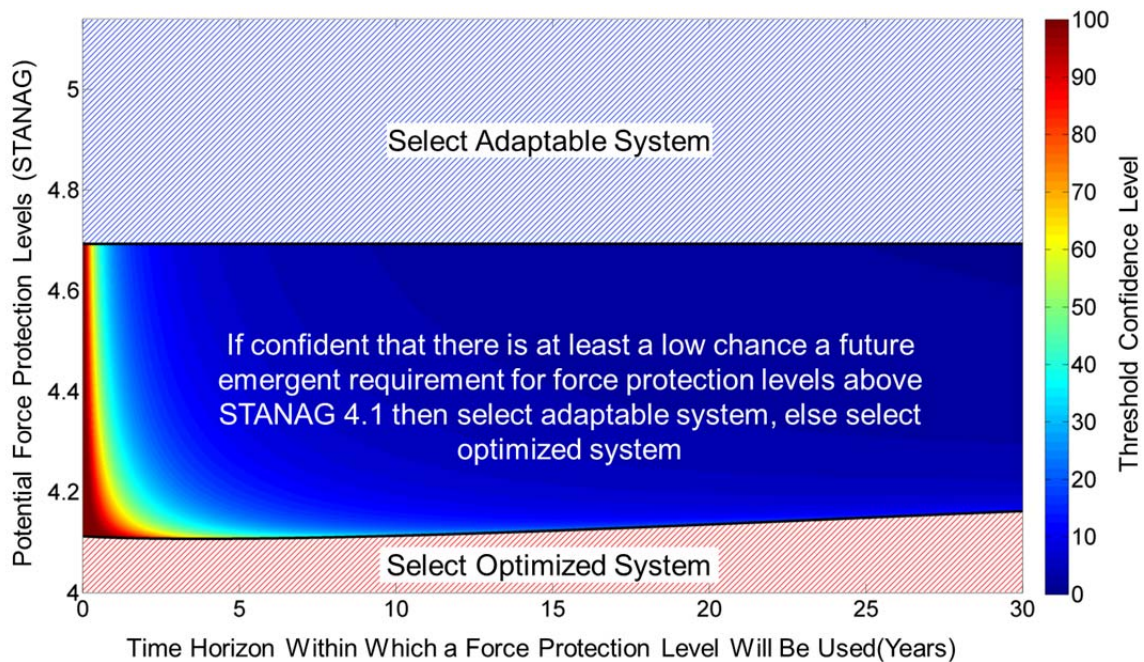 Potential Force Protection Levels (STANAG)
5
4.8
4.6
4.4
4.2
4
Select Adaptable System
If confident that there is at least a low chance a future
emergent requirement for force protection levels above
STANAG 4.1 then select adaptable system, else select
optimized system
Select Optimized System
0 5 10 15 20 25 30
Time Horizon Within Which a Force Protection Level Will Be Used(Years)
100
90
80
70
60
50
40
30
20
10
0
Threshold Confidence Level